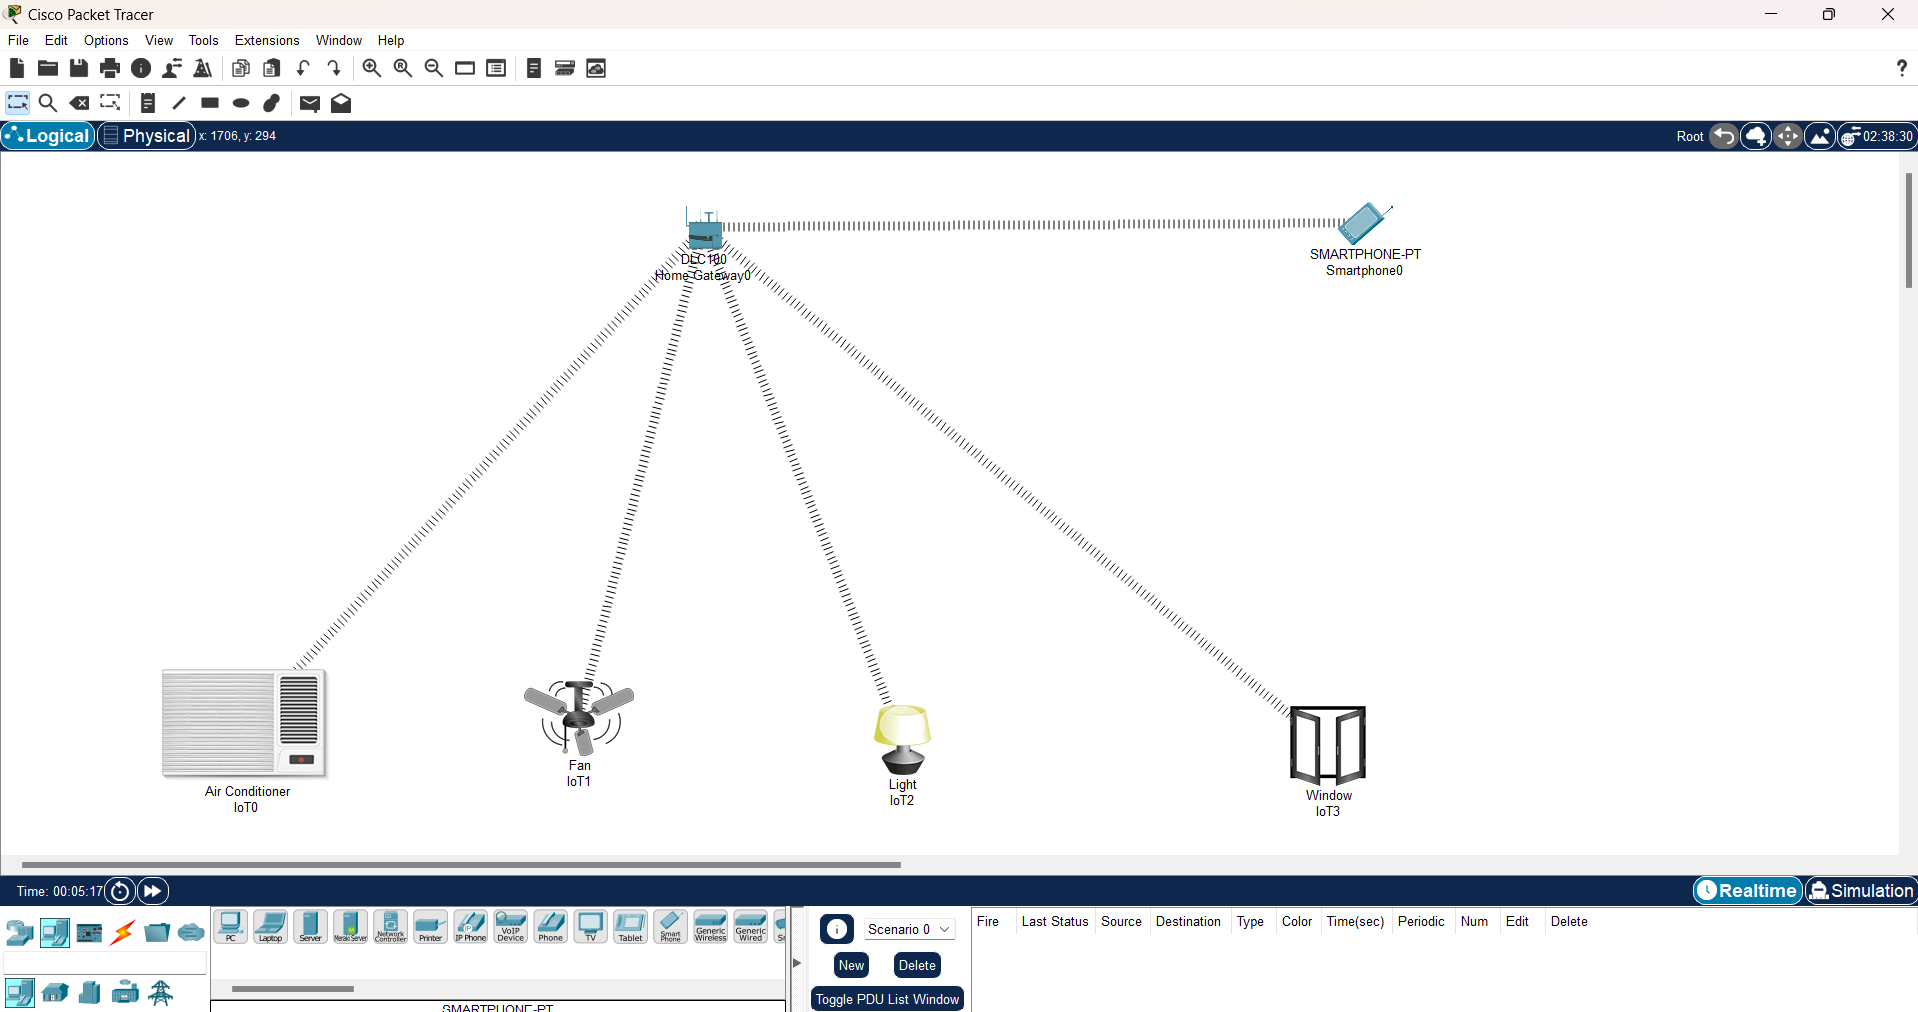 Cisco Packet Tracer
File Edit Options View Tools Extensions Window Help
Logical Physical x: 1706, y: 294 Root 02:38:30
DLC100
Home Gateway0
SMARTPHONE-PT
Smartphone0
Air Conditioner
IoT0
Fan
IoT1
Light
IoT2
Window
IoT3
Time: 00:05:17 Realtime Simulation
PC Laptop Server Meraki Server Network Controller Printer IP Phone VoIP Device Phone TV Tablet Smart Phone Generic Wireless Generic Wired
SMARTPHONE-PT
Scenario 0
New Delete
Toggle PDU List Window
Fire Last Status Source Destination Type Color Time(sec) Periodic Num Edit Delete